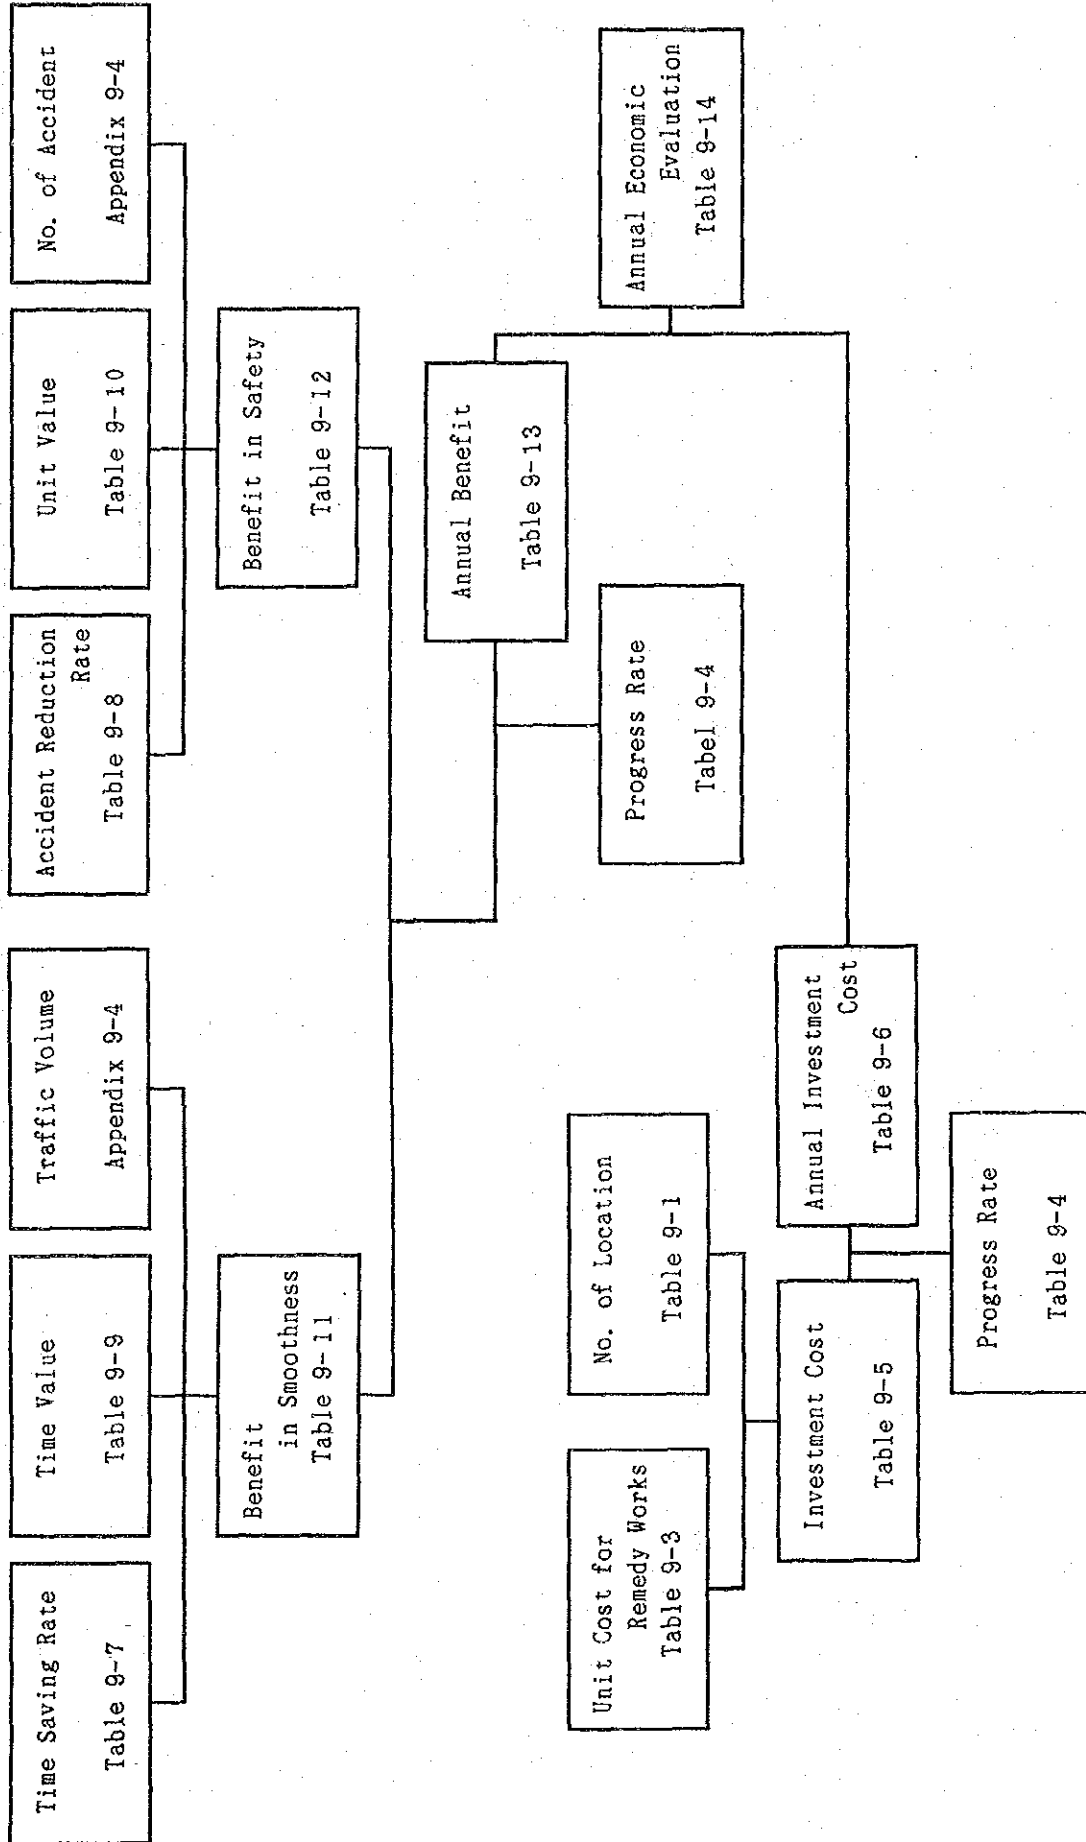 Time Saving Rate
Table 9-7
Time Value
Table 9-9
Traffic Volume
Appendix 9-4
Accident Reduction
Rate
Table 9-8
Unit Value
Table 9-10
No. of Accident
Appendix 9-4
Benefit
in Smoothness
Table 9-11
Benefit in Safety
Table 9-12
Annual Benefit
Table 9-13
Unit Cost for
Remedy Works
Table 9-3
No. of Location
Table 9-1
Progress Rate
Tabel 9-4
Annual Economic
Evaluation
Table 9-14
Investment Cost
Table 9-5
Annual Investment
Cost
Table 9-6
Progress Rate
Table 9-4